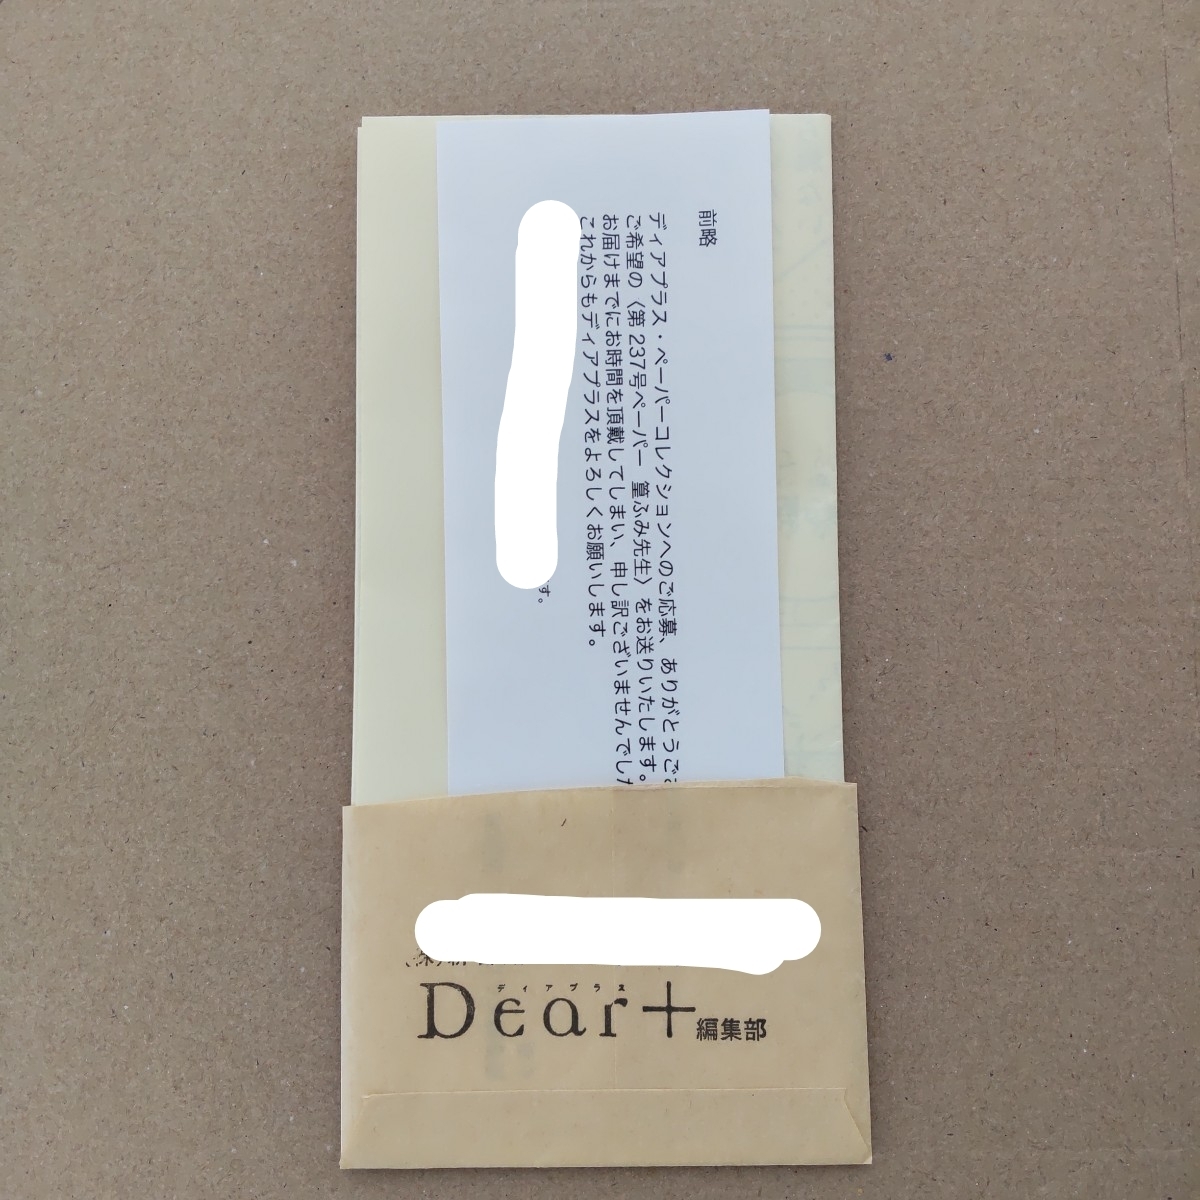 前略
ディアプラス・ペーパーコレクションへのご応募、ありがとうござ
ご希望の〈第237号ペーパー 篁ふみ先生〉をお送りいたします。
お届けまでにお時間を頂戴してしまい、申し訳ございませんでした
これからもディアプラスをよろしくお願いします。
す。
ディアプラス
Dear+編集部